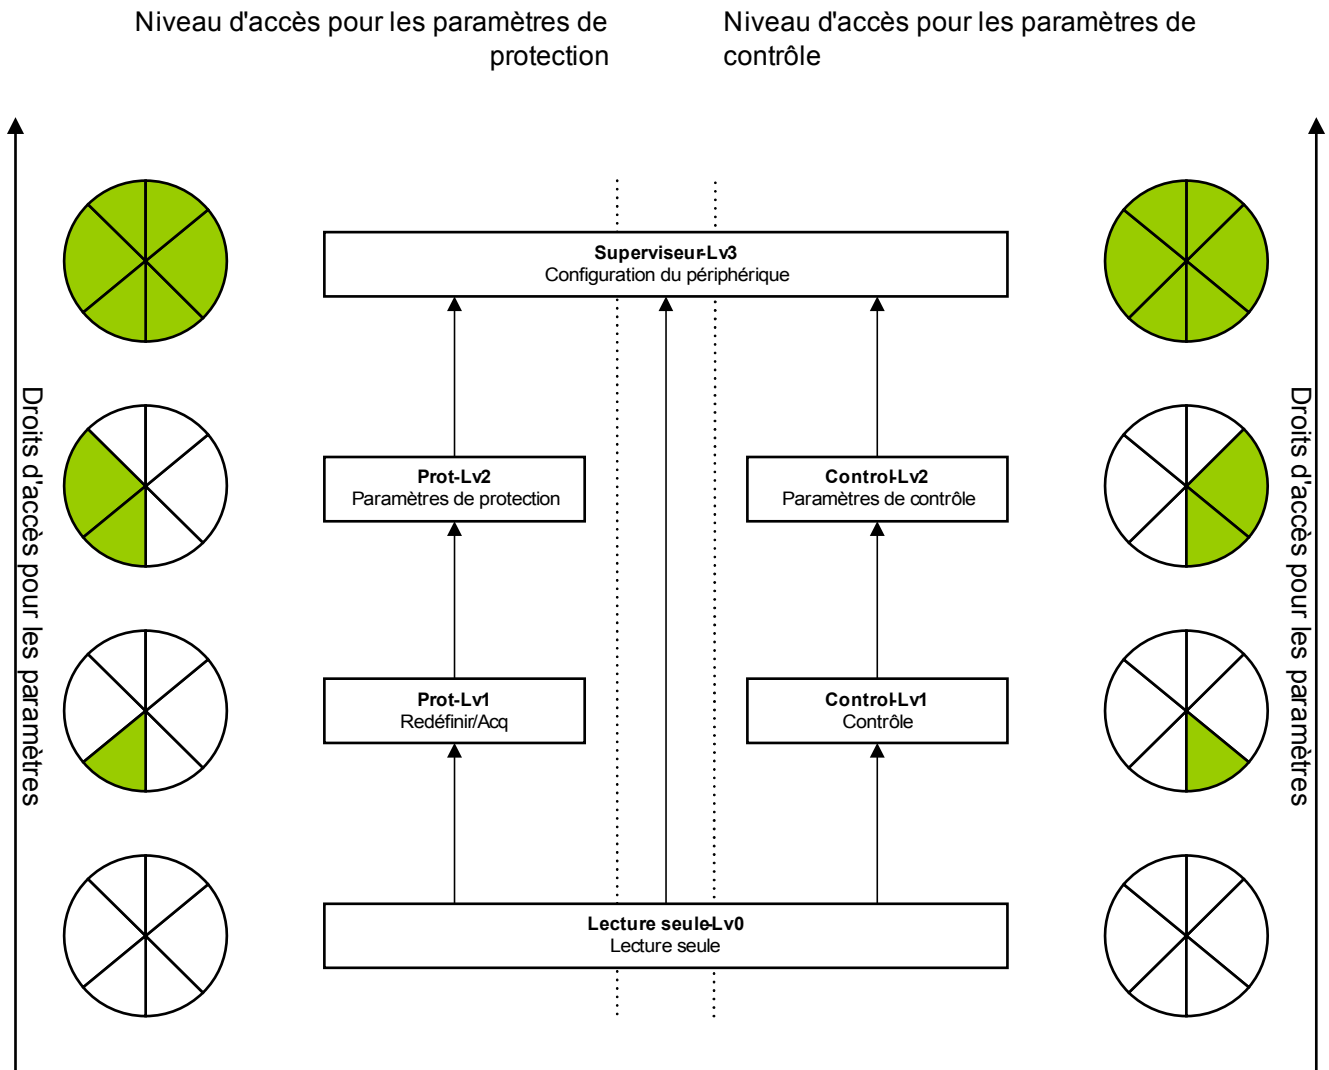 Niveau d'accès pour les paramètres de
protection
Niveau d'accès pour les paramètres de
contrôle
Droits d'accès pour les paramètres
Superviseur-Lv3
Configuration du périphérique
Prot-Lv2
Paramètres de protection
Control-Lv2
Paramètres de contrôle
Prot-Lv1
Redéfinir/Acq
Control-Lv1
Contrôle
Lecture seule-Lv0
Lecture seule
Droits d'accès pour les paramètres